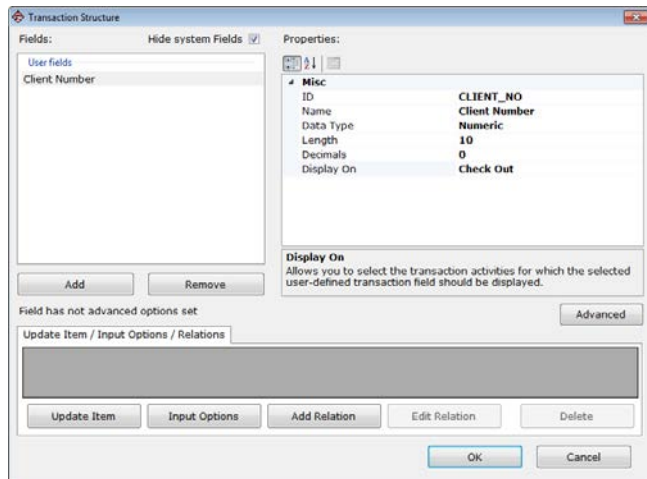 Transaction Structure
Fields:
Hide system Fields
User fields
Client Number
Add
Remove
Properties:
Misc
ID CLIENT_NO
Name Client Number
Data Type Numeric
Length 10
Decimals 0
Display On Check Out
Display On
Allows you to select the transaction activities for which the selected
user-defined transaction field should be displayed.
Field has not advanced options set
Advanced
Update Item / Input Options / Relations
Update Item
Input Options
Add Relation
Edit Relation
Delete
OK
Cancel